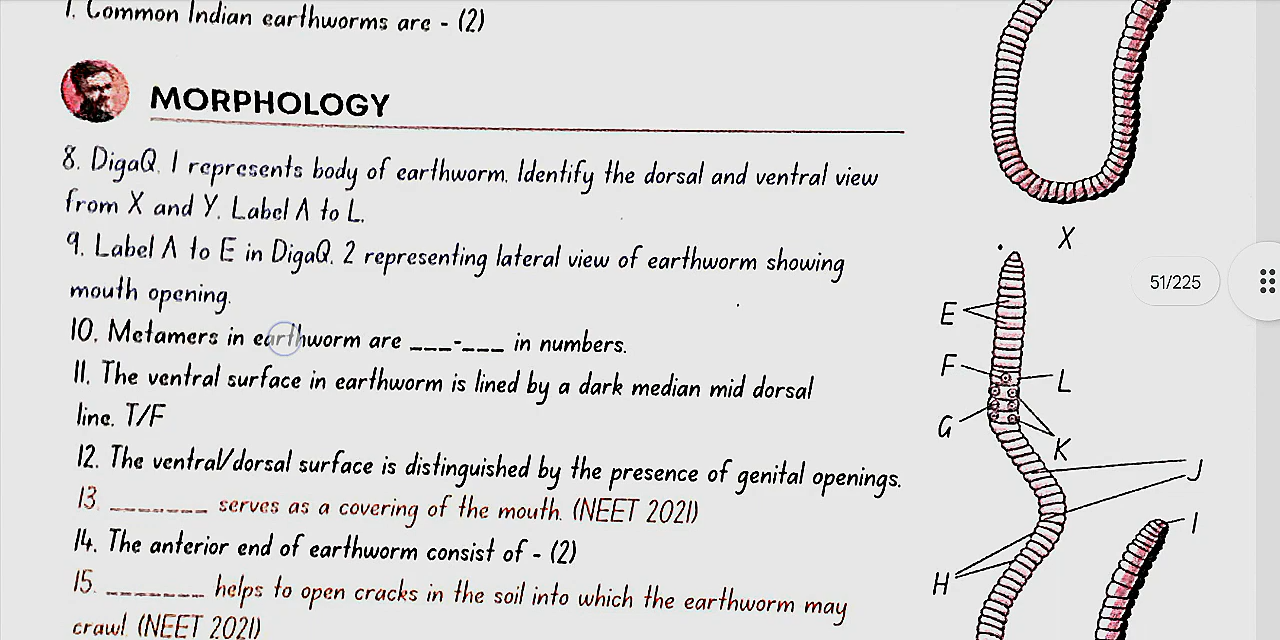 1. Common Indian earthworms are - (2)
MORPHOLOGY
8. DigaQ. 1 represents body of earthworm. Identify the dorsal and ventral view
from X and Y. Label A to L.
9. Label A to E in DigaQ. 2 representing lateral view of earthworm showing
mouth opening.
10. Metamers in earthworm are ___-___ in numbers.
11. The ventral surface in earthworm is lined by a dark median mid dorsal
line. T/F
12. The ventral/dorsal surface is distinguished by the presence of genital openings.
13. ________ serves as a covering of the mouth. (NEET 2021)
14. The anterior end of earthworm consist of - (2)
15. ________ helps to open cracks in the soil into which the earthworm may
crawl. (NEET 2021)
X
51/225
E
F
L
G
K
J
I
H